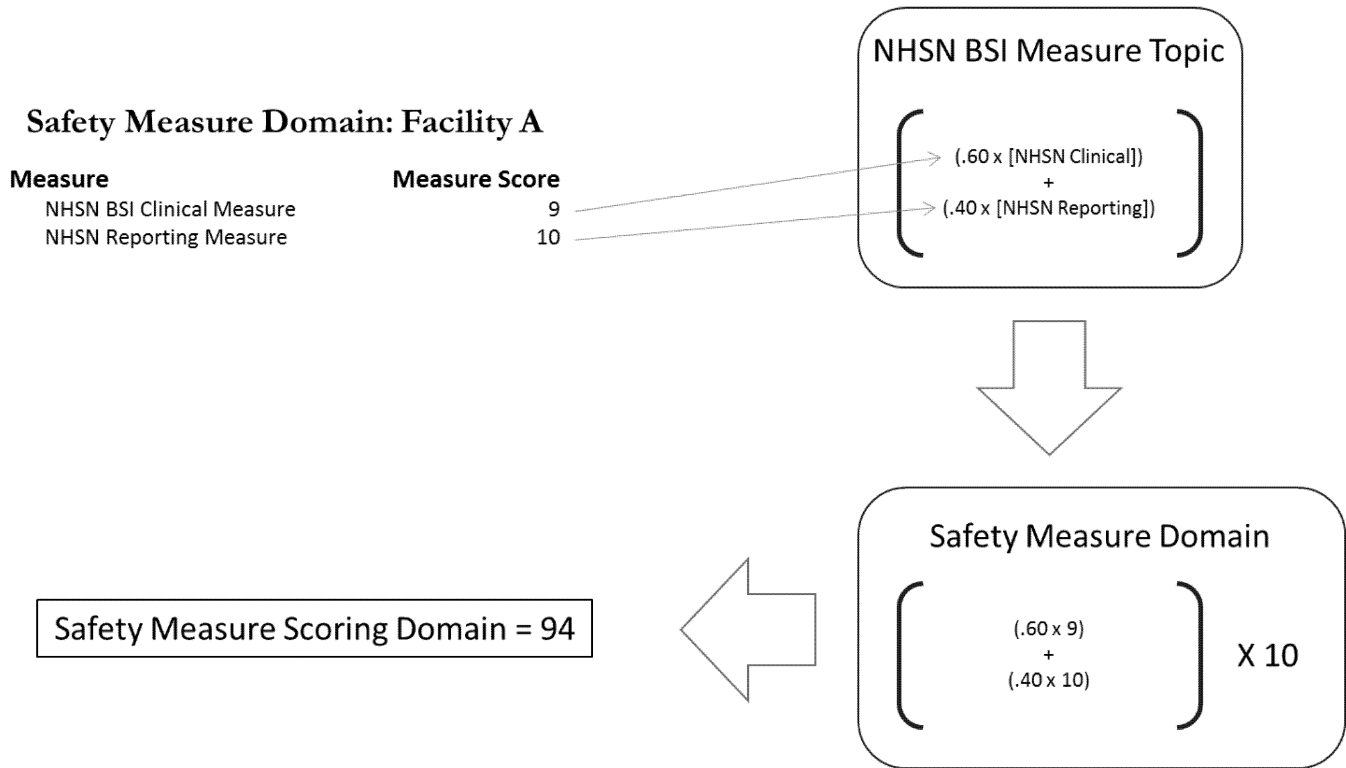 NHSN BSI Measure Topic
Safety Measure Domain: Facility A
Measure Measure Score
NHSN BSI Clinical Measure 9
NHSN Reporting Measure 10
(.60 x [NHSN Clinical])
+
(.40 x [NHSN Reporting])
Safety Measure Domain
(.60 x 9)
+
(.40 x 10)
X 10
Safety Measure Scoring Domain = 94